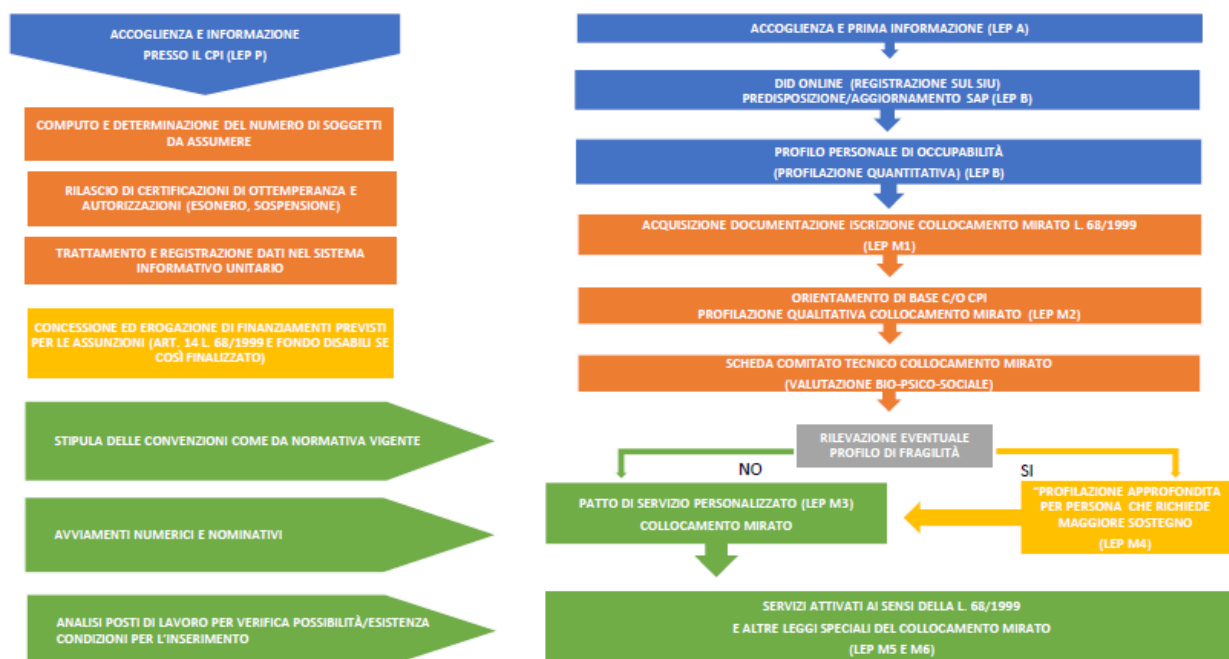 ACCOGLIENZA E INFORMAZIONE
PRESSO IL CPI (LEP P)
COMPUTO E DETERMINAZIONE DEL NUMERO DI SOGGETTI
DA ASSUMERE
RILASCIO DI CERTIFICAZIONI DI OTTEMPERANZA E
AUTORIZZAZIONI (ESONERO, SOSPENSIONE)
TRATTAMENTO E REGISTRAZIONE DATI NEL SISTEMA
INFORMATIVO UNITARIO
CONCESSIONE ED EROGAZIONE DI FINANZIAMENTI PREVISTI
PER LE ASSUNZIONI (ART. 14 L. 68/1999 E FONDO DISABILI SE
COSÌ FINALIZZATO)
STIPULA DELLE CONVENZIONI COME DA NORMATIVA VIGENTE
AVVIAMENTI NUMERICI E NOMINATIVI
ANALISI POSTI DI LAVORO PER VERIFICA POSSIBILITÀ/ESISTENZA
CONDIZIONI PER L'INSERIMENTO
ACCOGLIENZA E PRIMA INFORMAZIONE (LEP A)
DID ONLINE (REGISTRAZIONE SUL SIU)
PREDISPOSIZIONE/AGGIORNAMENTO SAP (LEP B)
PROFILO PERSONALE DI OCCUPABILITÀ
(PROFILAZIONE QUANTITATIVA) (LEP B)
ACQUISIZIONE DOCUMENTAZIONE ISCRIZIONE COLLOCAMENTO MIRATO L. 68/1999
(LEP M1)
ORIENTAMENTO DI BASE C/O CPI
PROFILAZIONE QUALITATIVA COLLOCAMENTO MIRATO (LEP M2)
SCHEDA COMITATO TECNICO COLLOCAMENTO MIRATO
(VALUTAZIONE BIO-PSICO-SOCIALE)
RILEVAZIONE EVENTUALE
PROFILO DI FRAGILITÀ
NO
SI
PATTO DI SERVIZIO PERSONALIZZATO (LEP M3)
COLLOCAMENTO MIRATO
"PROFILAZIONE APPROFONDITA
PER PERSONA CHE RICHIEDE
MAGGIORE SOSTEGNO
(LEP M4)
SERVIZI ATTIVATI AI SENSI DELLA L. 68/1999
E ALTRE LEGGI SPECIALI DEL COLLOCAMENTO MIRATO
(LEP M5 E M6)